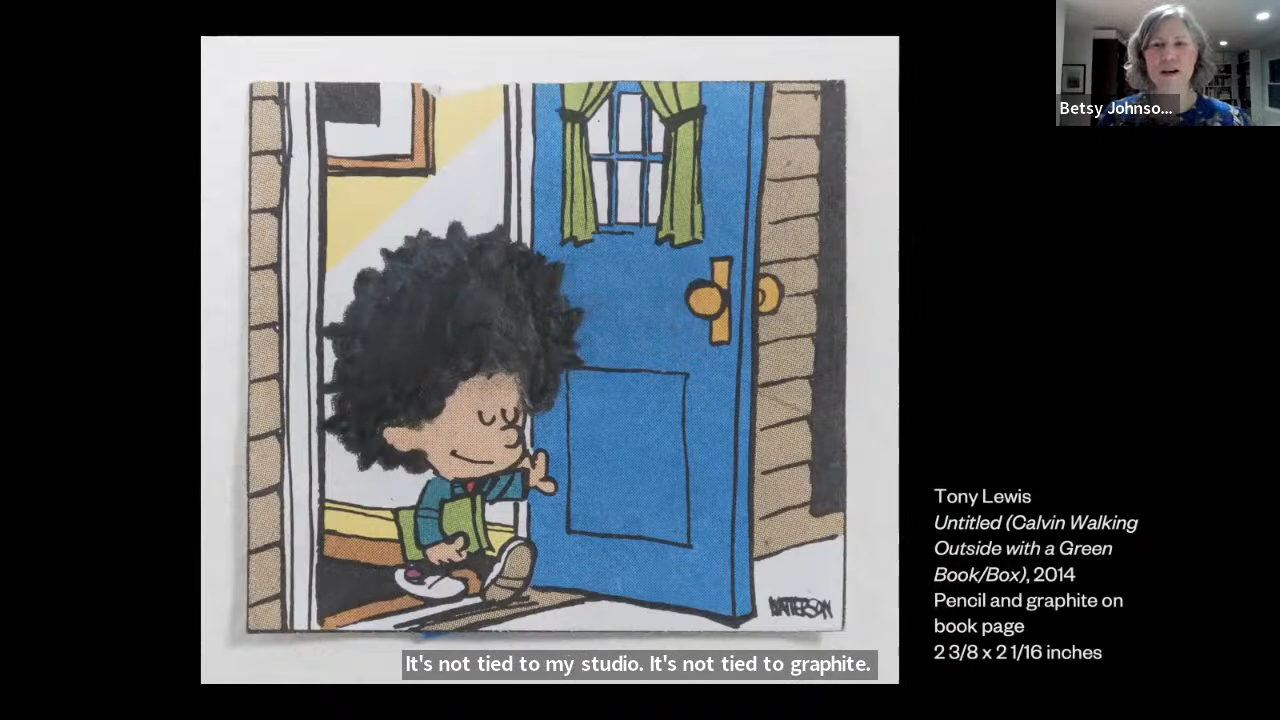 Betsy Johnso...
Tony Lewis
Untitled (Calvin Walking
Outside with a Green
Book/Box), 2014
Pencil and graphite on
book page
2 3/8 x 2 1/16 inches
WATTERSON
It's not tied to my studio. It's not tied to graphite.